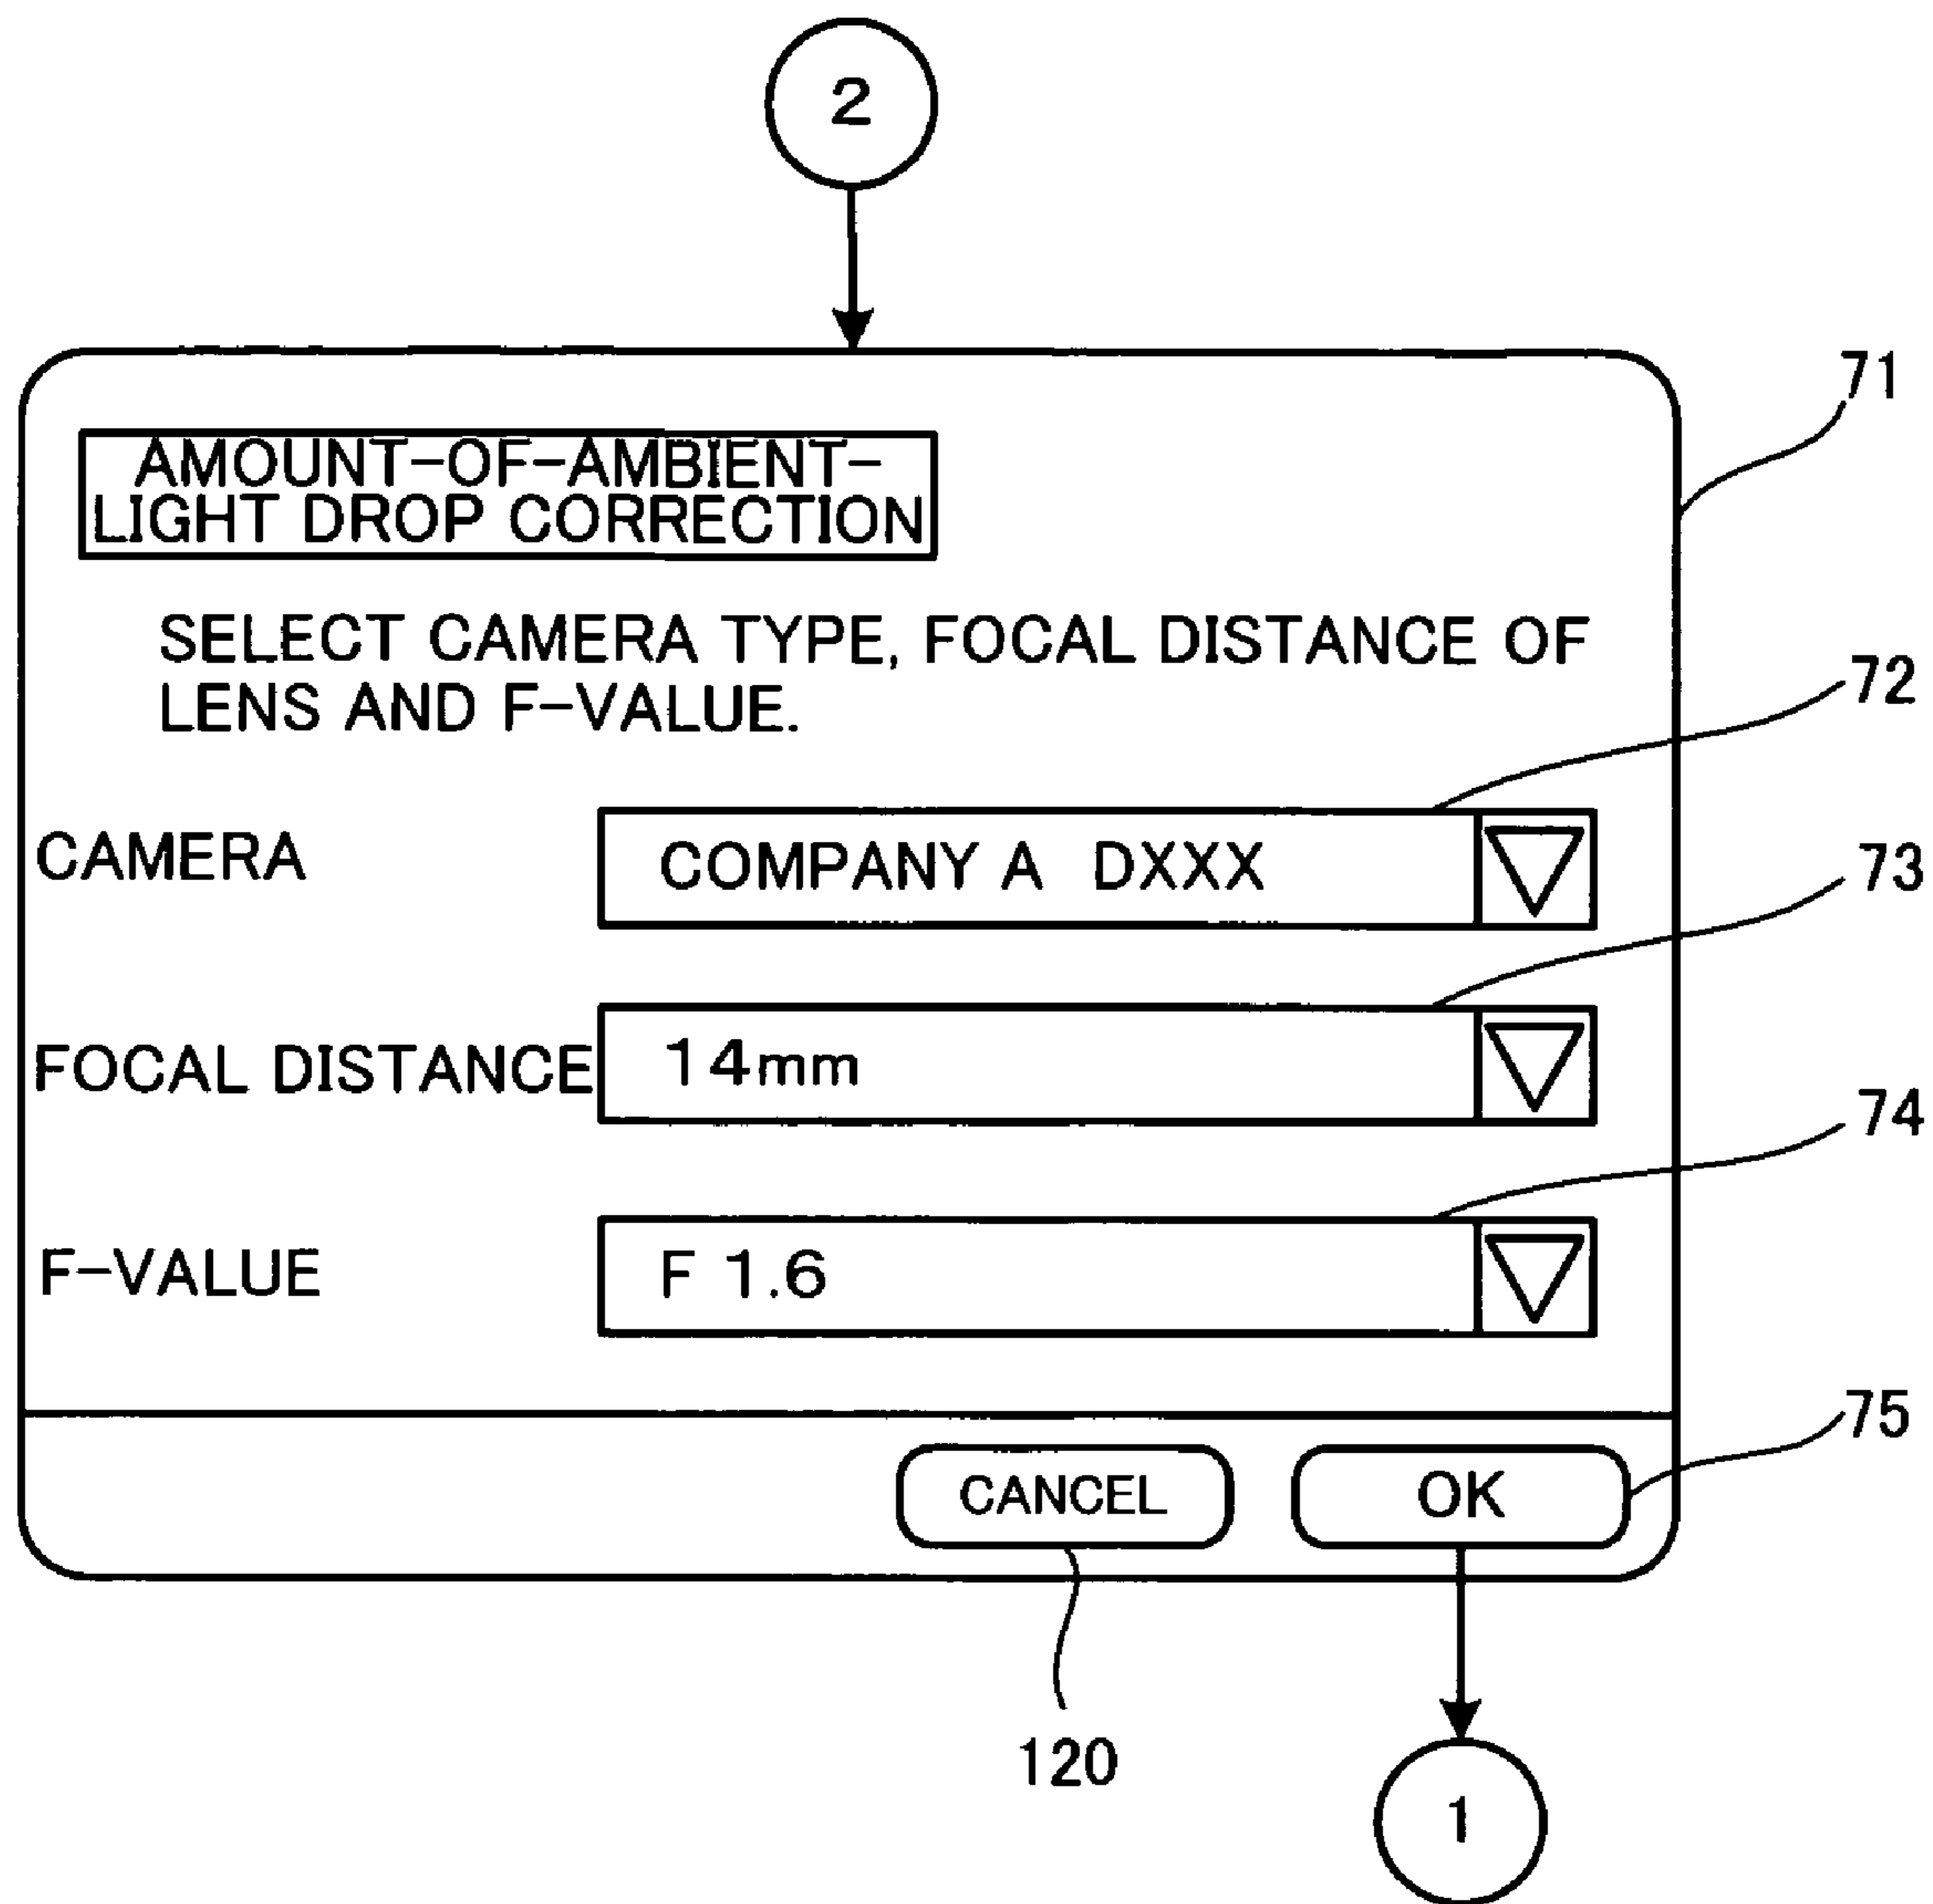 2
71
AMOUNT-OF-AMBIENT-
LIGHT DROP CORRECTION
SELECT CAMERA TYPE, FOCAL DISTANCE OF
LENS AND F-VALUE.
72
CAMERA COMPANY A DXXX
73
FOCAL DISTANCE 14mm
74
F-VALUE F 1.6
75
CANCEL OK
120
1